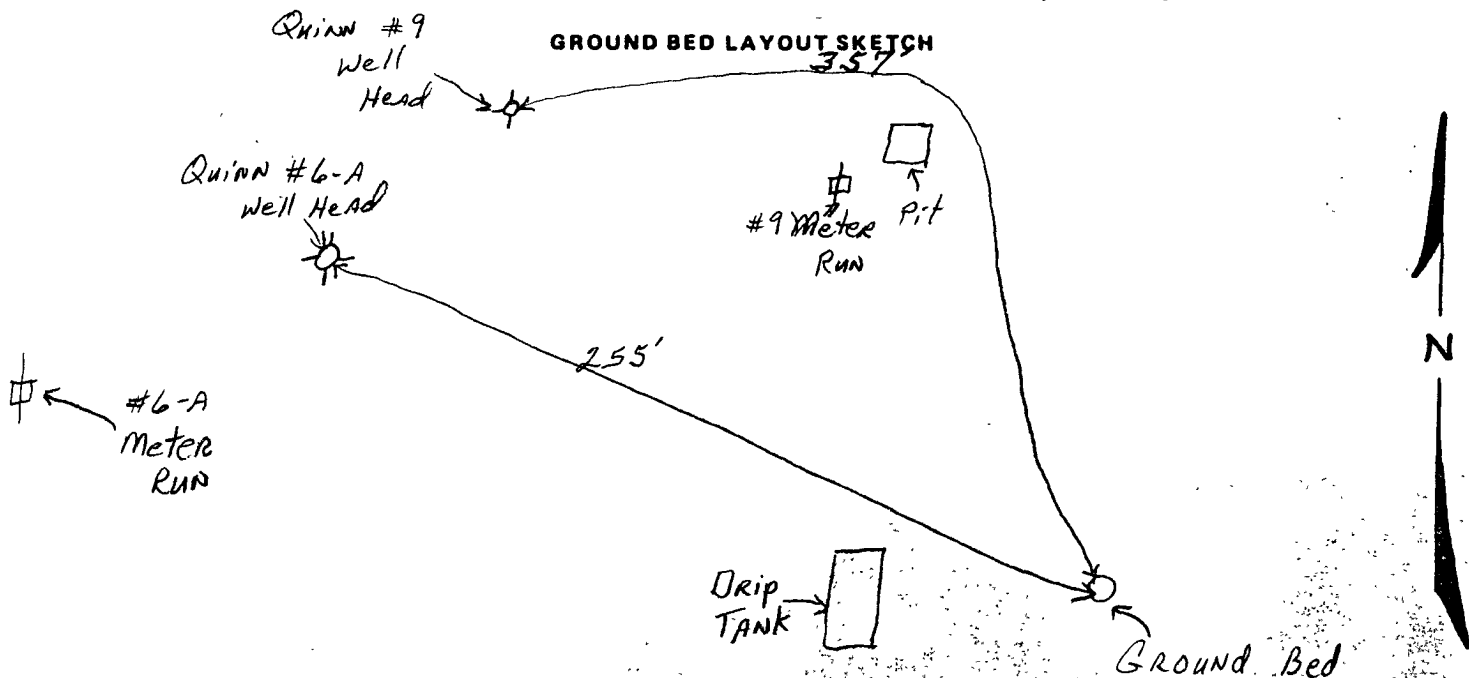 GROUND BED LAYOUT SKETCH
357'
Quinn #9
Well
Head
Quinn #6-A
Well Head
#9 Meter
Run
Pit
255'
N
#6-A
Meter
Run
Drip
Tank
Ground Bed